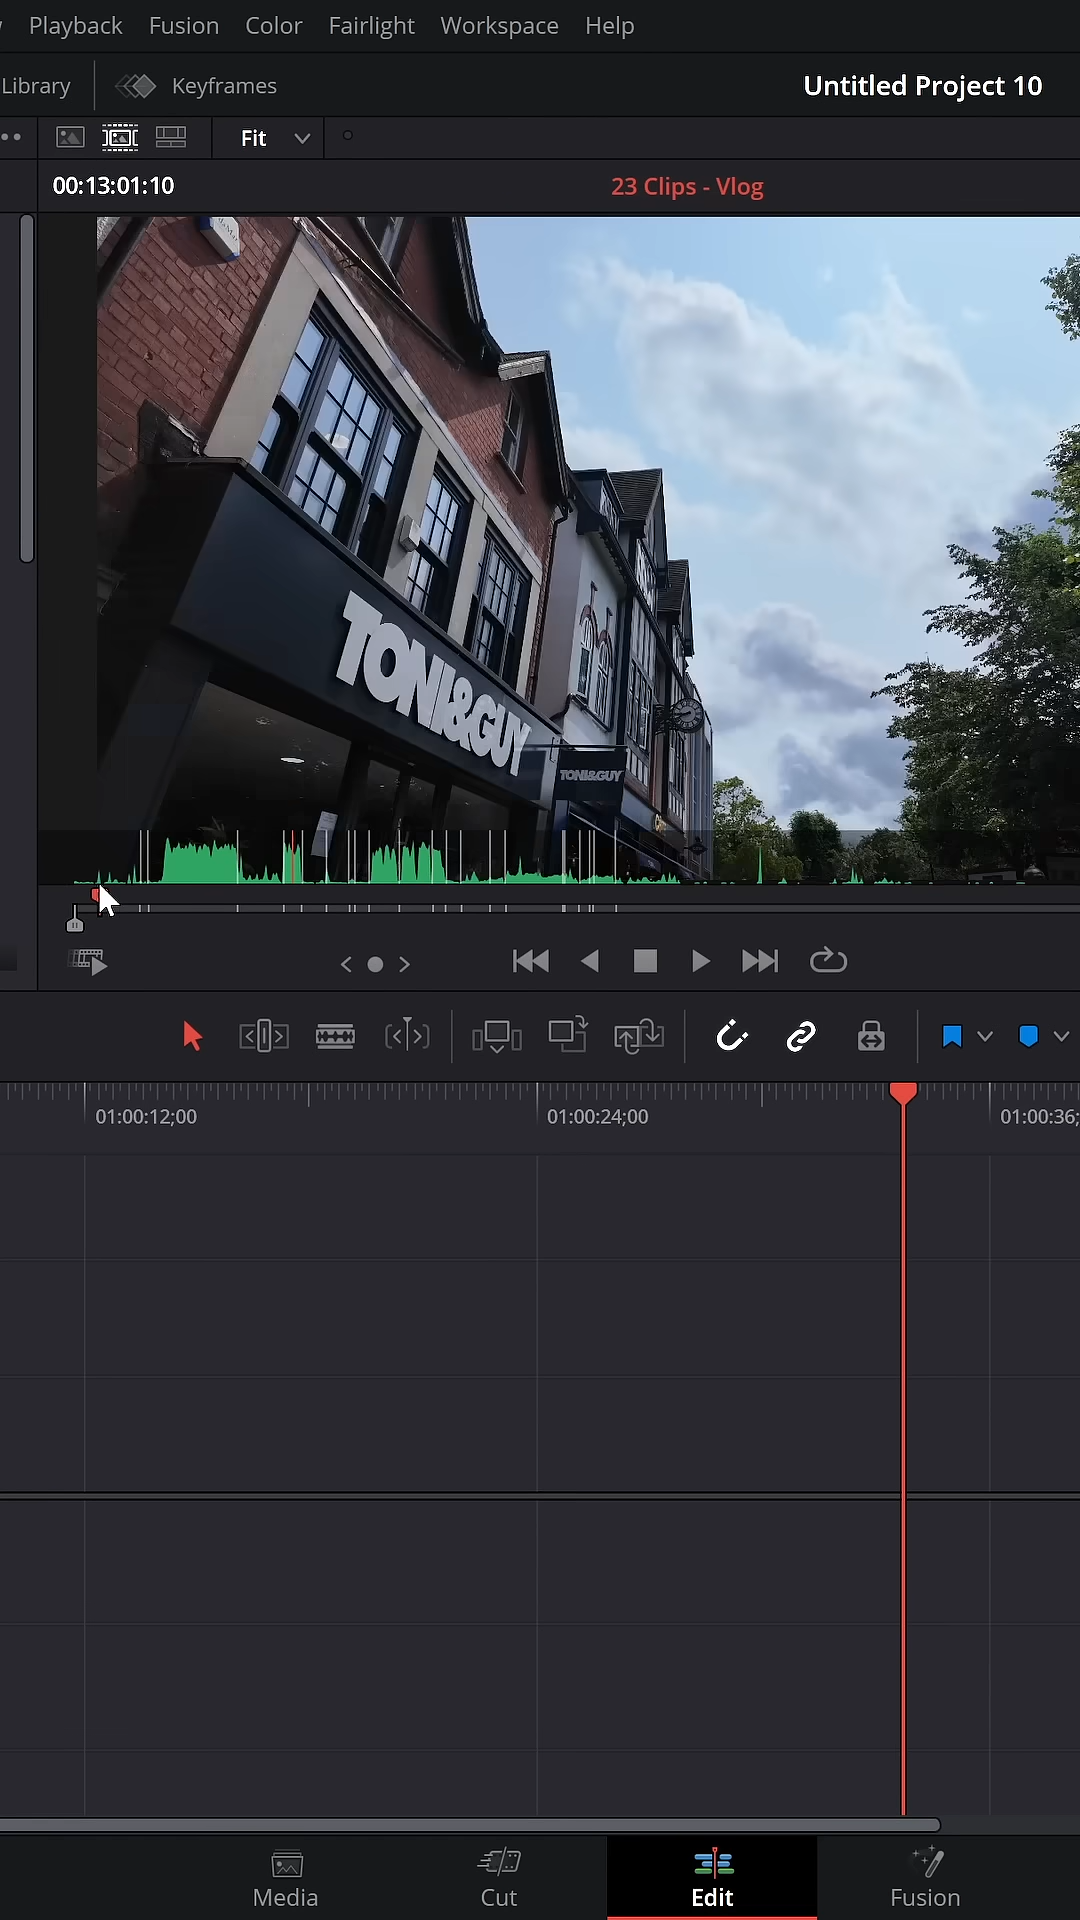 Playback Fusion Color Fairlight Workspace Help
Library Keyframes Untitled Project 10
Fit
00:13:01:10 23 Clips - Vlog
TONI&GUY
TONI&GUY
01:00:12;00 01:00:24;00 01:00:36;
Media Cut Edit Fusion